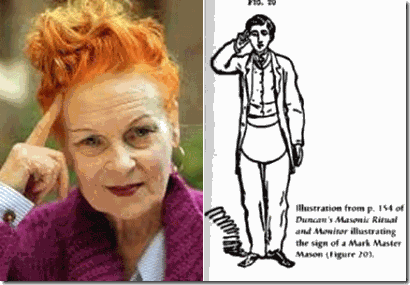 FIG. 20
Illustration from p. 154 of
Duncan's Masonic Ritual
and Monitor illustrating
the sign of a Mark Master
Mason (Figure 20).